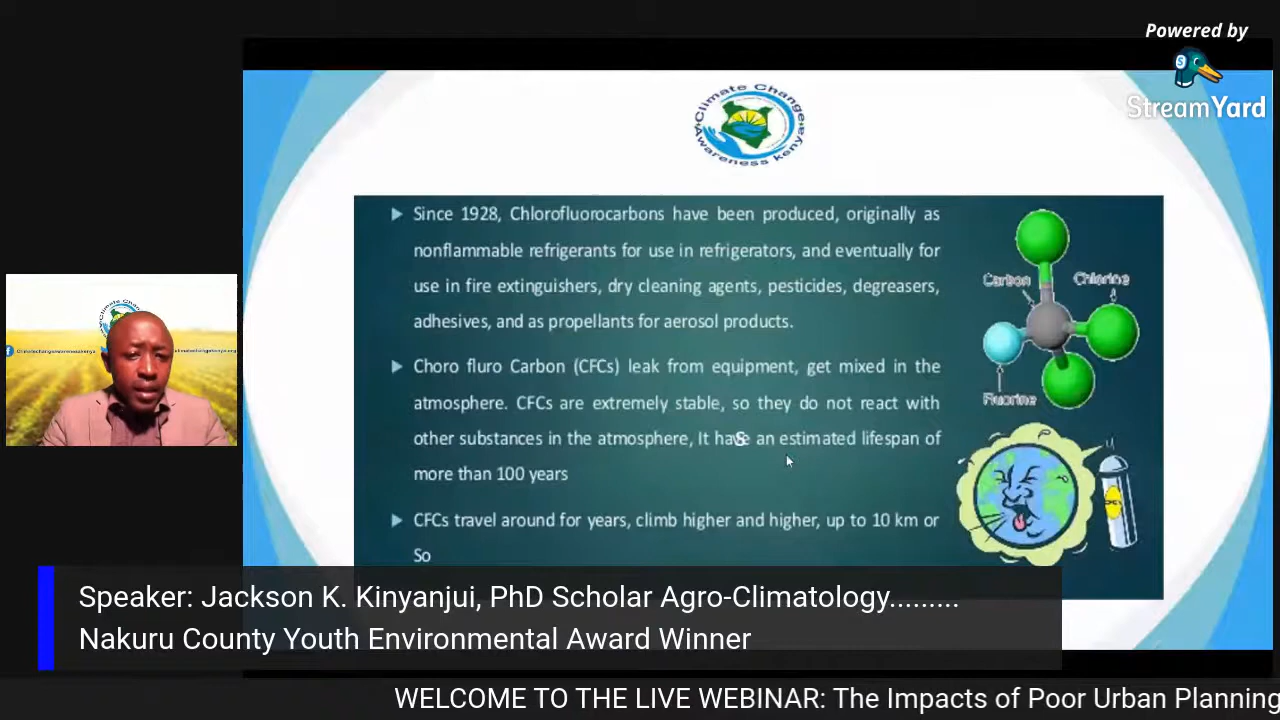 Powered by
StreamYard
Climate Change
Awareness kenya
Since 1928, Chlorofluorocarbons have been produced, originally as
nonflammable refrigerants for use in refrigerators, and eventually for
use in fire extinguishers, dry cleaning agents, pesticides, degreasers,
adhesives, and as propellants for aerosol products.
Choro fluro Carbon (CFCs) leak from equipment, get mixed in the
atmosphere. CFCs are extremely stable, so they do not react with
other substances in the atmosphere, It have an estimated lifespan of
more than 100 years
CFCs travel around for years, climb higher and higher, up to 10 km or
So
Carbon
Chlorine
Fluorine
Speaker: Jackson K. Kinyanjui, PhD Scholar Agro-Climatology.........
Nakuru County Youth Environmental Award Winner
WELCOME TO THE LIVE WEBINAR: The Impacts of Poor Urban Planning